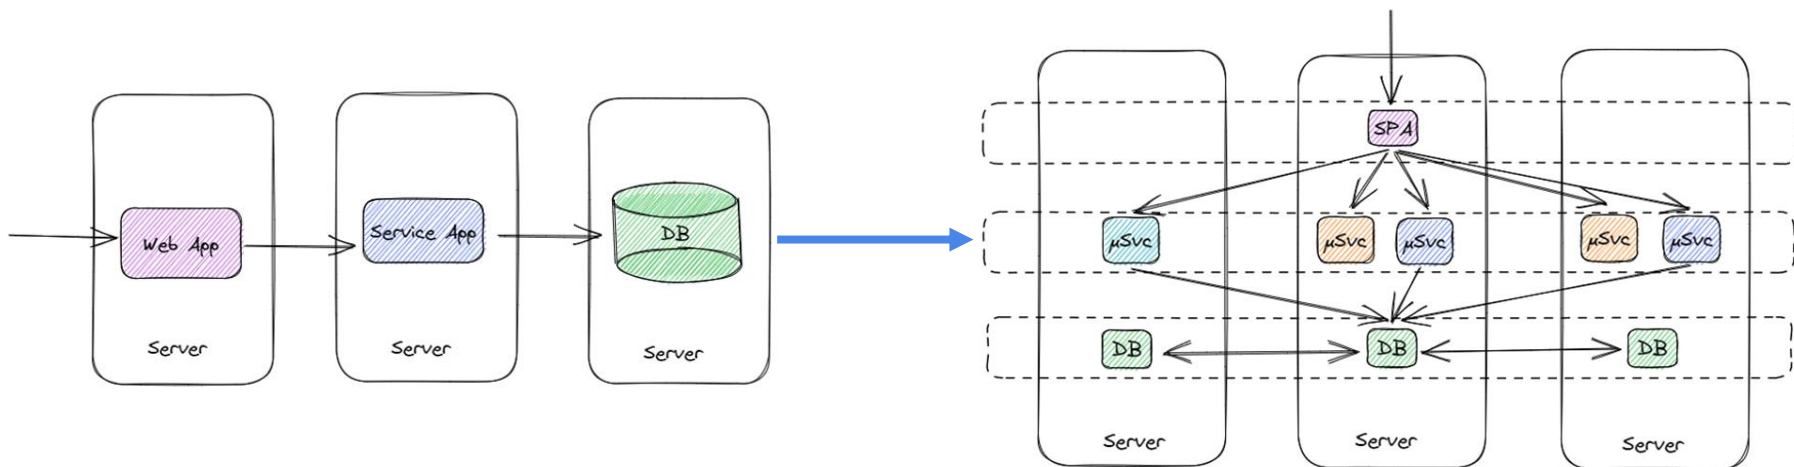 Web App
Server
Service App
Server
DB
Server
SPA
μSvc
μSvc
μSvc
μSvc
μSvc
DB
DB
DB
Server
Server
Server